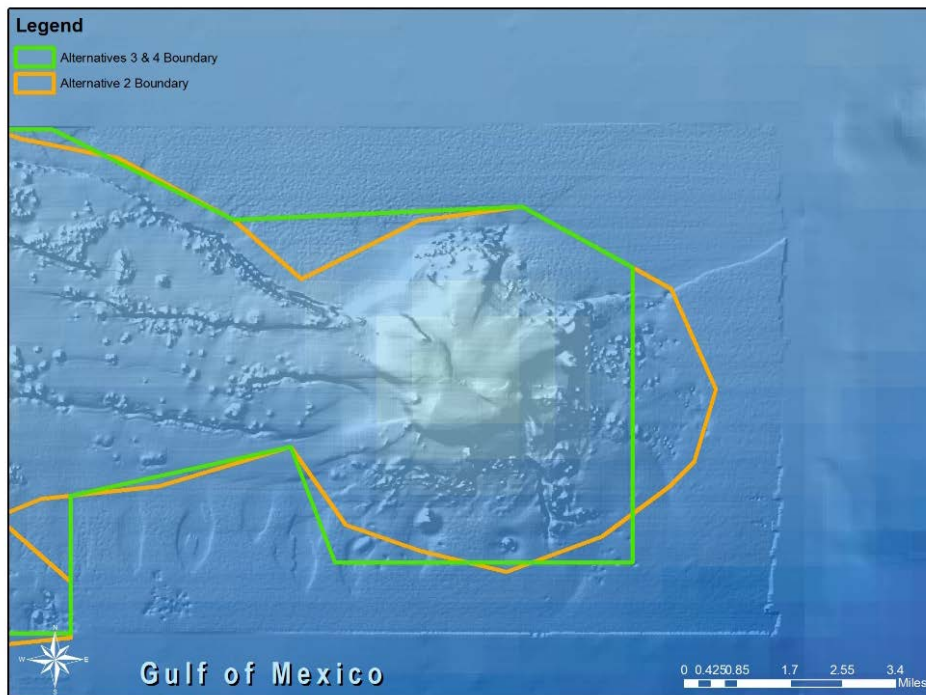 Legend
Alternatives 3 & 4 Boundary
Alternative 2 Boundary
N
W E
S
Gulf of Mexico
0 0.425 0.85 1.7 2.55 3.4
Miles